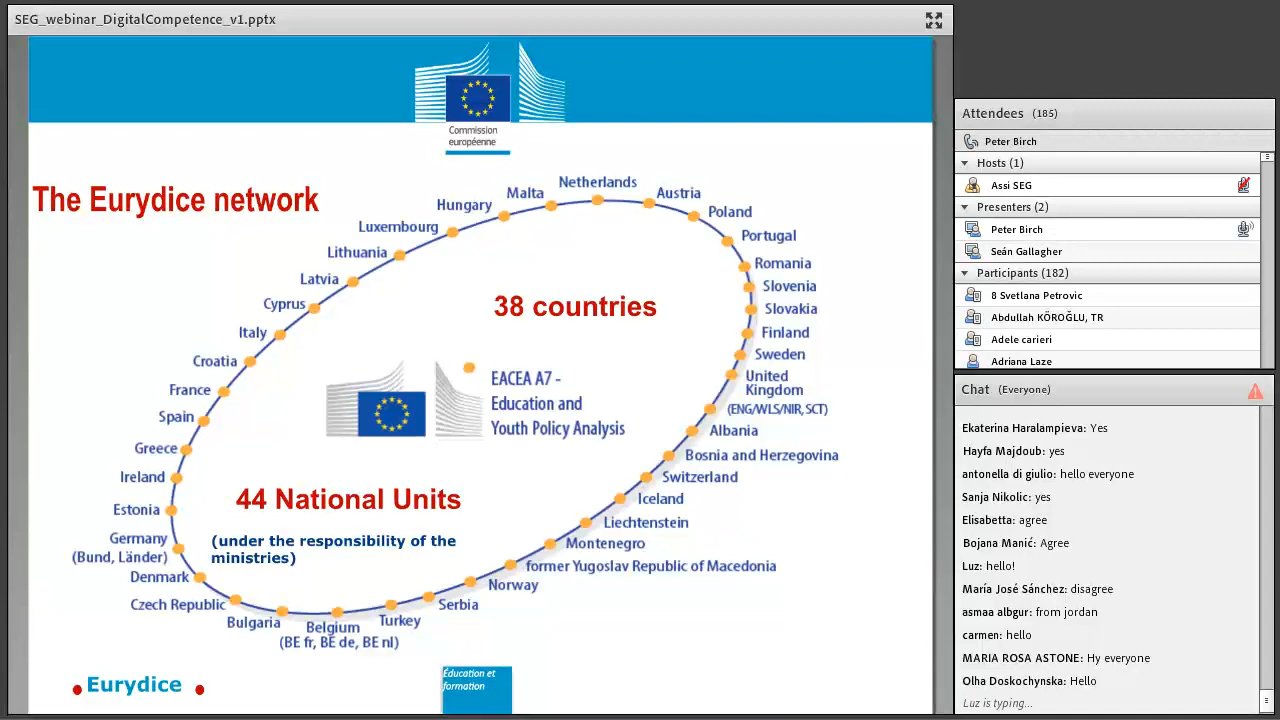 SEG_webinar_DigitalCompetence_v1.pptx
Commission
européenne
The Eurydice network
Netherlands
Malta
Austria
Hungary
Poland
Luxembourg
Portugal
Lithuania
Romania
Latvia
Slovenia
Cyprus
38 countries
Slovakia
Italy
Finland
Croatia
Sweden
France
EACEA A7 -
Education and
Youth Policy Analysis
United
Kingdom
(ENG/WLS/NIR, SCT)
Spain
Albania
Greece
Bosnia and Herzegovina
Ireland
Switzerland
44 National Units
Iceland
Estonia
Liechtenstein
Germany
(Bund, Länder)
(under the responsibility of the
ministries)
Montenegro
former Yugoslav Republic of Macedonia
Denmark
Norway
Czech Republic
Serbia
Bulgaria
Turkey
Belgium
(BE fr, BE de, BE nl)
Eurydice
Éducation et
formation
Attendees (185)
Peter Birch
Hosts (1)
Assi SEG
Presenters (2)
Peter Birch
Seán Gallagher
Participants (182)
8 Svetlana Petrovic
Abdullah KÖROĞLU, TR
Adele carieri
Adriana Laze
Chat (Everyone)
Ekaterina Haralampieva: Yes
Hayfa Majdoub: yes
antonella di giulio: hello everyone
Sanja Nikolic: yes
Elisabetta: agree
Bojana Manić: Agree
Luz: hello!
María José Sánchez: disagree
asmaa albgur: from jordan
carmen: hello
MARIA ROSA ASTONE: Hy everyone
Olha Doskochynska: Hello
Luz is typing...